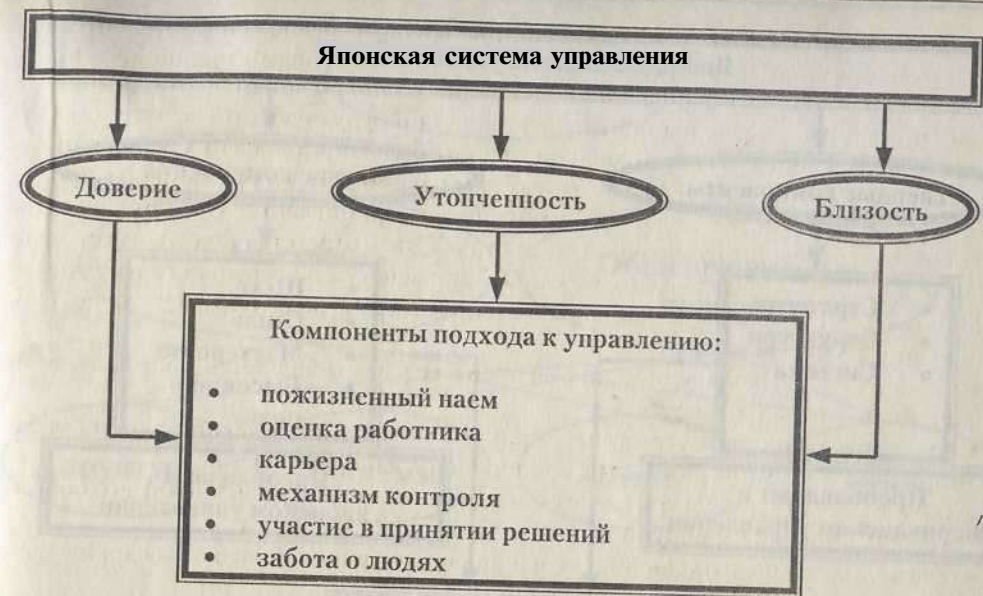 Японская система управления
Доверие
Утонченность
Близость
Компоненты подхода к управлению:
• пожизненный наем
• оценка работника
• карьера
• механизм контроля
• участие в принятии решений
• забота о людях